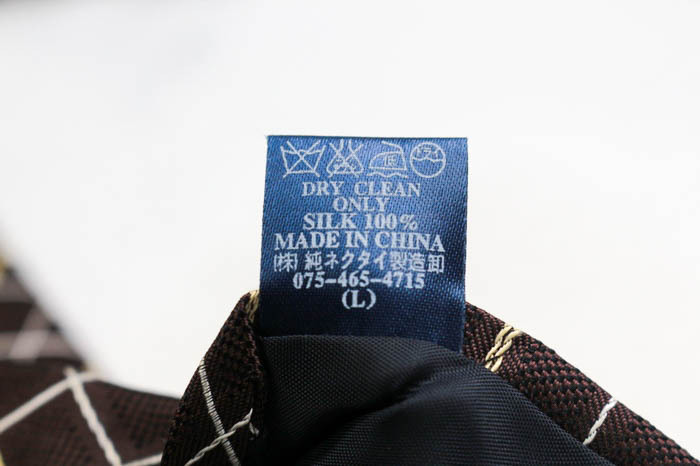 DRY CLEAN
ONLY
SILK 100%
MADE IN CHINA
(株) 純ネクタイ製造卸
075-465-4715
(L)